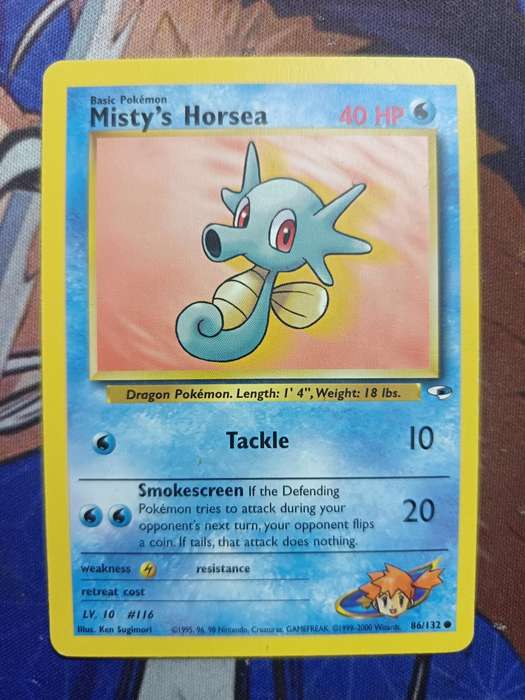 Basic Pokémon
Misty's Horsea 40 HP
Dragon Pokémon. Length: 1' 4", Weight: 18 lbs.
Tackle 10
Smokescreen If the Defending
Pokémon tries to attack during your
opponent's next turn, your opponent flips
a coin. If tails, that attack does nothing.
20
weakness resistance
retreat cost
LV. 10 #116
Illus. Ken Sugimori ©1995, 96, 98 Nintendo, Creatures, GAMEFREAK. ©1999-2000 Wizards. 86/132